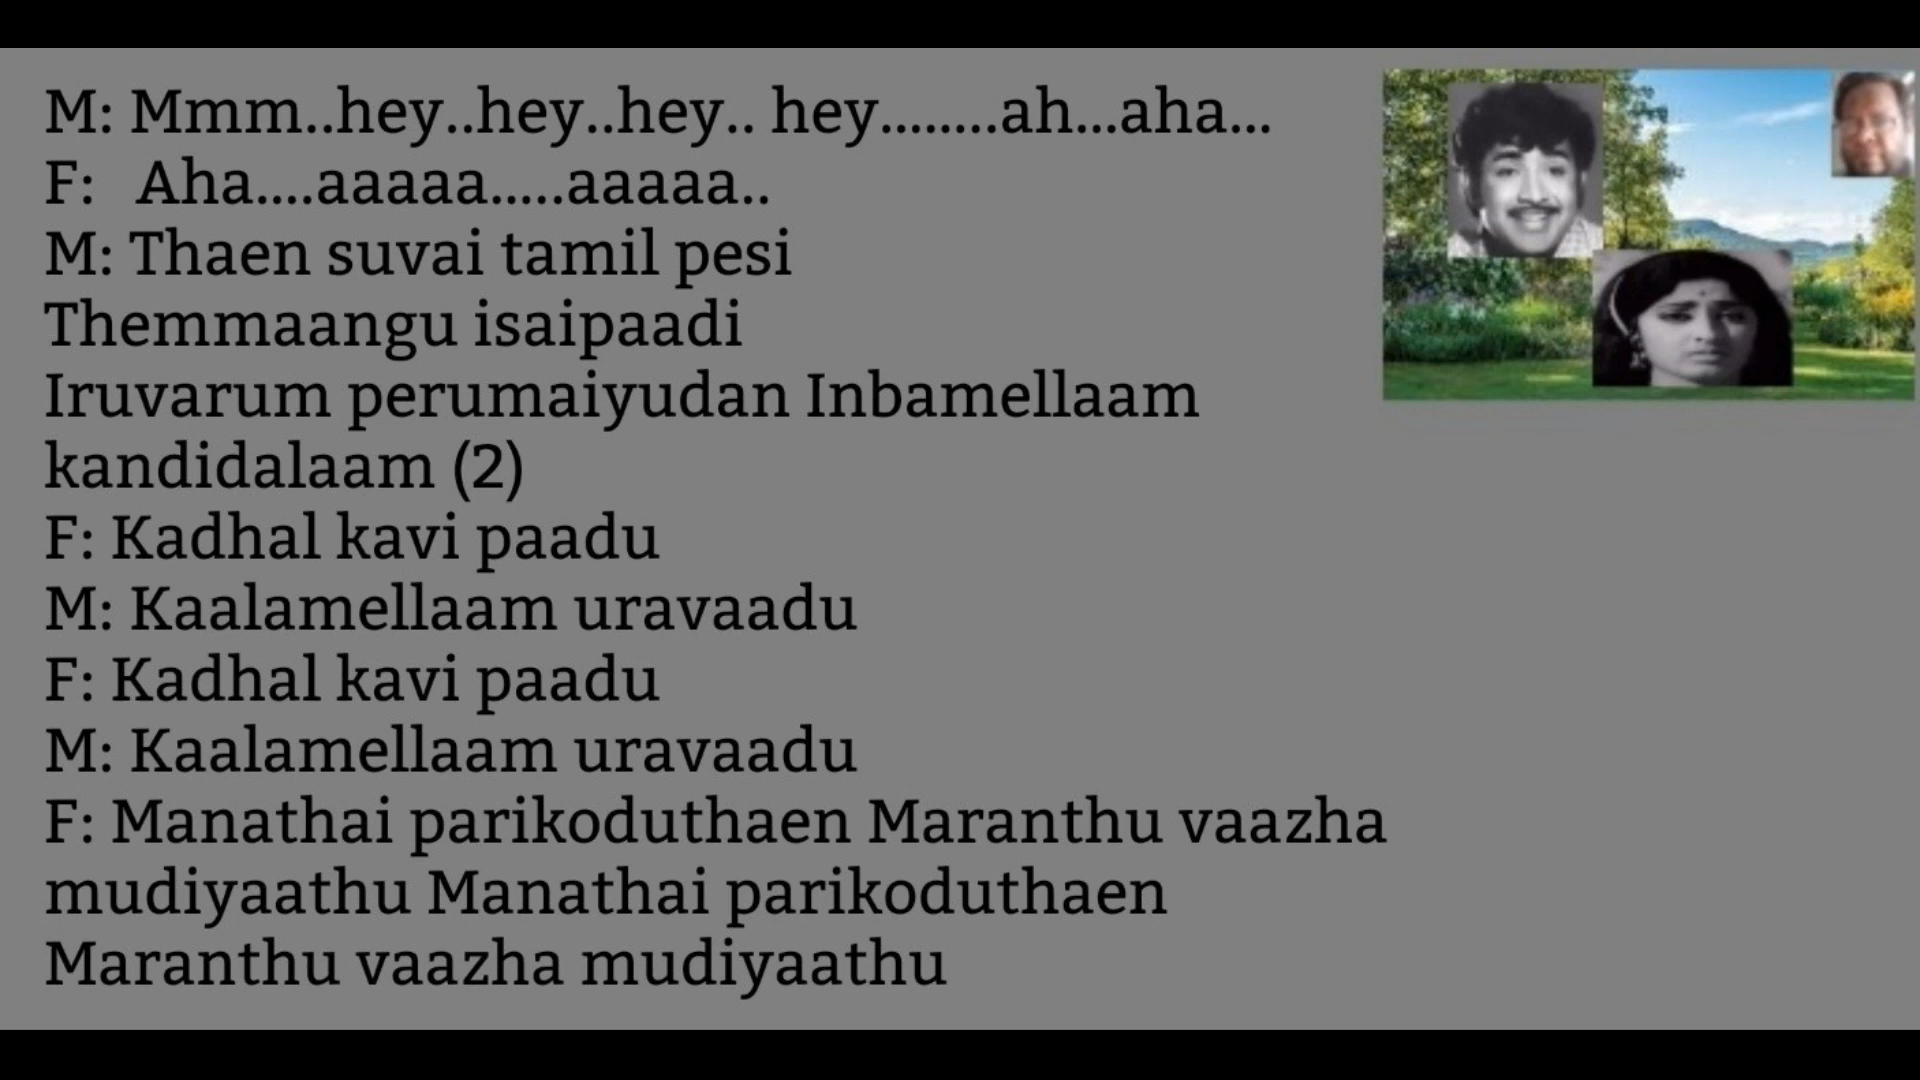 M: Mmm..hey..hey..hey.. hey........ah...aha...
F:   Aha....aaaaa.....aaaaa..
M: Thaen suvai tamil pesi
Themmaangu isaipaadi
Iruvarum perumaiyudan Inbamellaam
kandidalaam (2)
F: Kadhal kavi paadu
M: Kaalamellaam uravaadu
F: Kadhal kavi paadu
M: Kaalamellaam uravaadu
F: Manathai parikoduthaen Maranthu vaazha
mudiyaathu Manathai parikoduthaen
Maranthu vaazha mudiyaathu